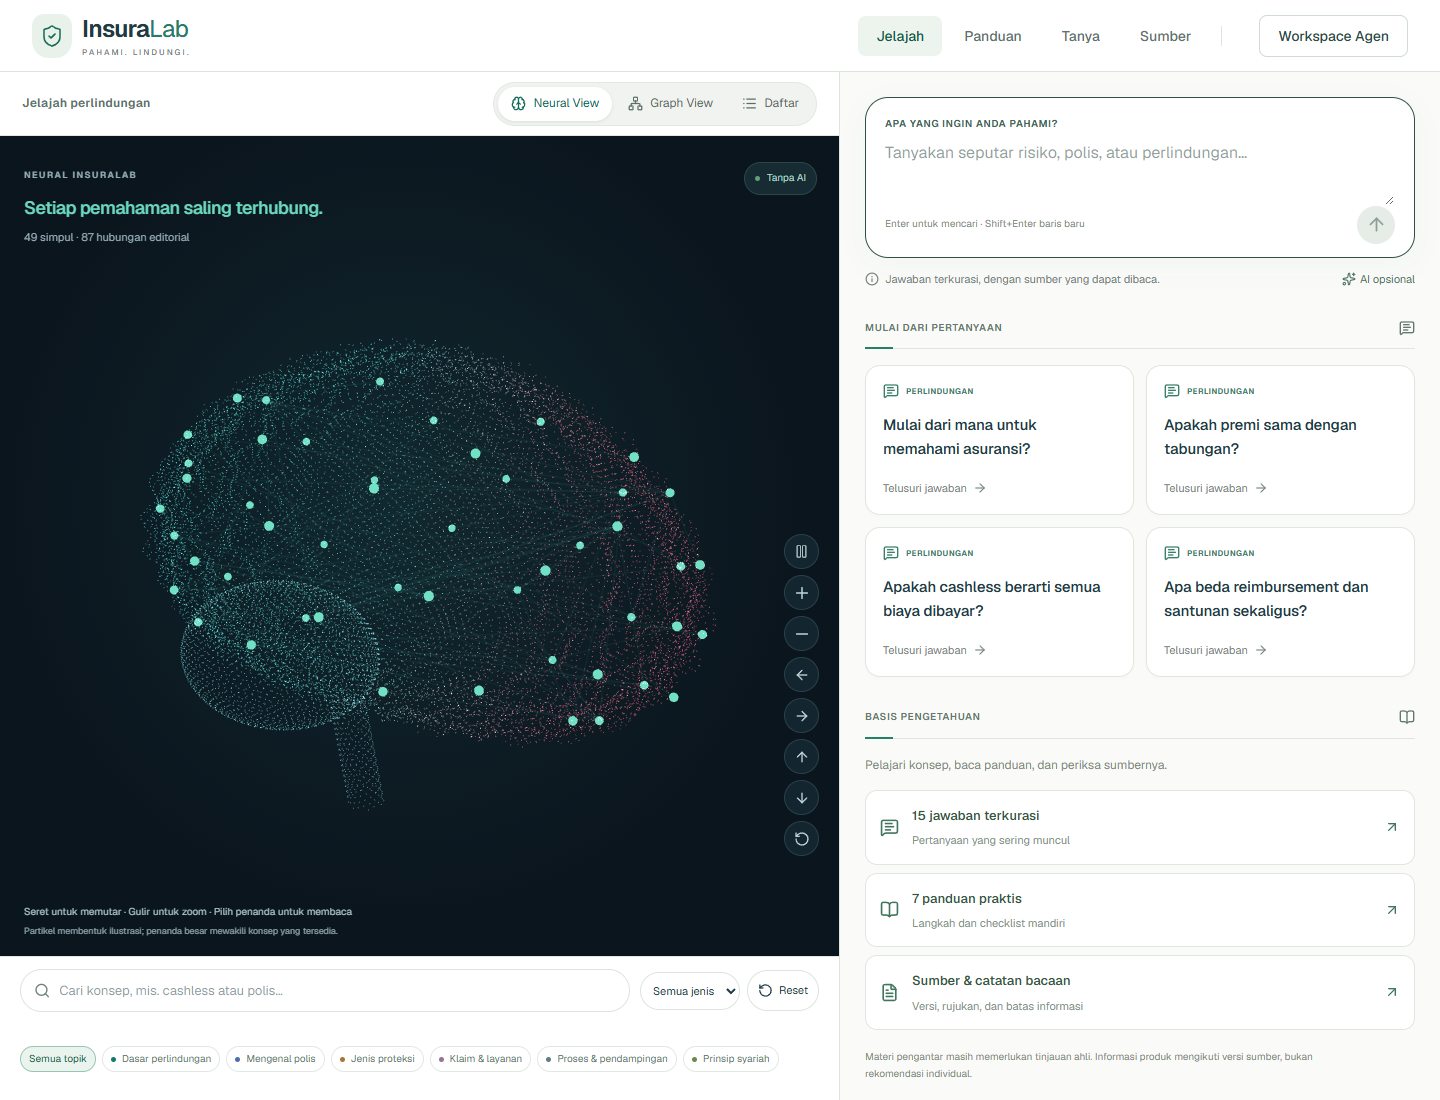 InsuraLab
PAHAMI. LINDUNGI.
Jelajah
Panduan
Tanya
Sumber
Workspace Agen
Jelajah perlindungan
Neural View
Graph View
Daftar
NEURAL INSURALAB
Tanpa AI
Setiap pemahaman saling terhubung.
49 simpul · 87 hubungan editorial
Seret untuk memutar · Gulir untuk zoom · Pilih penanda untuk membaca
Partikel membentuk ilustrasi; penanda besar mewakili konsep yang tersedia.
Cari konsep, mis. cashless atau polis...
Semua jenis
Reset
Semua topik
Dasar perlindungan
Mengenal polis
Jenis proteksi
Klaim & layanan
Proses & pendampingan
Prinsip syariah
APA YANG INGIN ANDA PAHAMI?
Tanyakan seputar risiko, polis, atau perlindungan...
Enter untuk mencari · Shift+Enter baris baru
Jawaban terkurasi, dengan sumber yang dapat dibaca.
AI opsional
MULAI DARI PERTANYAAN
PERLINDUNGAN
Mulai dari mana untuk
memahami asuransi?
Telusuri jawaban
PERLINDUNGAN
Apakah premi sama dengan
tabungan?
Telusuri jawaban
PERLINDUNGAN
Apakah cashless berarti semua
biaya dibayar?
Telusuri jawaban
PERLINDUNGAN
Apa beda reimbursement dan
santunan sekaligus?
Telusuri jawaban
BASIS PENGETAHUAN
Pelajari konsep, baca panduan, dan periksa sumbernya.
15 jawaban terkurasi
Pertanyaan yang sering muncul
7 panduan praktis
Langkah dan checklist mandiri
Sumber & catatan bacaan
Versi, rujukan, dan batas informasi
Materi pengantar masih memerlukan tinjauan ahli. Informasi produk mengikuti versi sumber, bukan
rekomendasi individual.